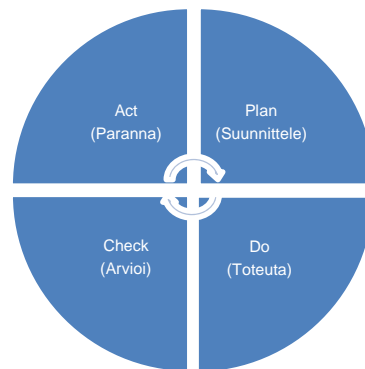 Act
(Paranna)
Plan
(Suunnittele)
Check
(Arvioi)
Do
(Toteuta)